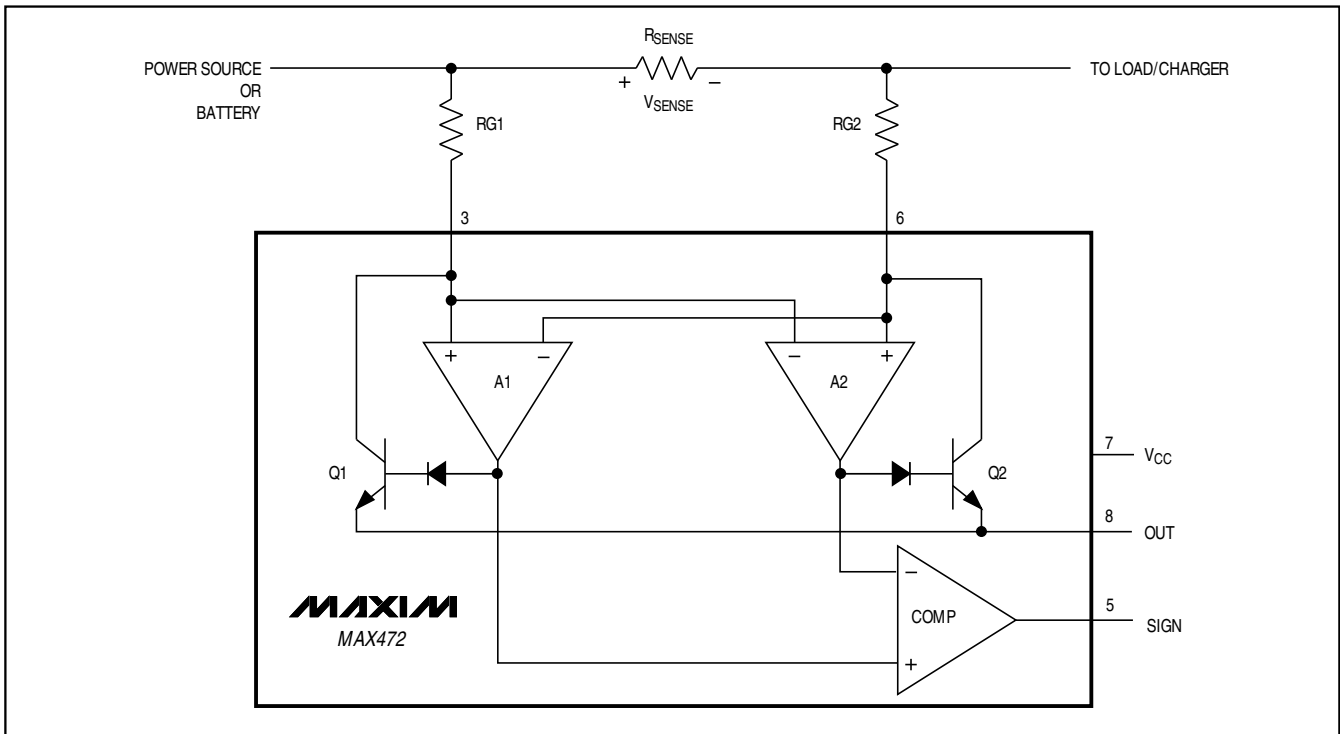 RSENSE
POWER SOURCE
OR
BATTERY
+
–
TO LOAD/CHARGER
VSENSE
RG1
RG2
3
6
+
–
A1
–
+
A2
Q1
Q2
7
VCC
8
OUT
–
COMP
+
5
SIGN
MAXIM
MAX472